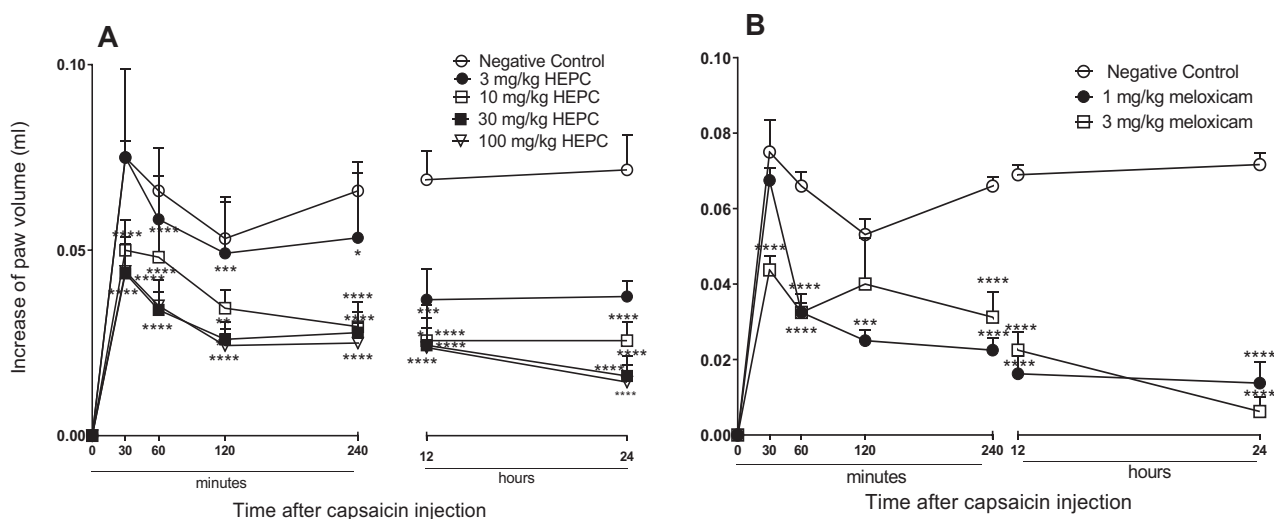 A
Negative Control
3 mg/kg HEPC
10 mg/kg HEPC
30 mg/kg HEPC
100 mg/kg HEPC
Increase of paw volume (ml)
0.10
0.05
0.00
****
****
****
****
****
****
***
**
****
*
****
****
****
***
*
****
****
****
****
****
****
****
0 30 60 120 240 12 24
minutes hours
Time after capsaicin injection
B
Negative Control
1 mg/kg meloxicam
3 mg/kg meloxicam
0.10
0.08
0.06
0.04
0.02
0.00
****
****
****
***
****
****
****
****
****
****
0 30 60 120 240 12 24
minutes hours
Time after capsaicin injection